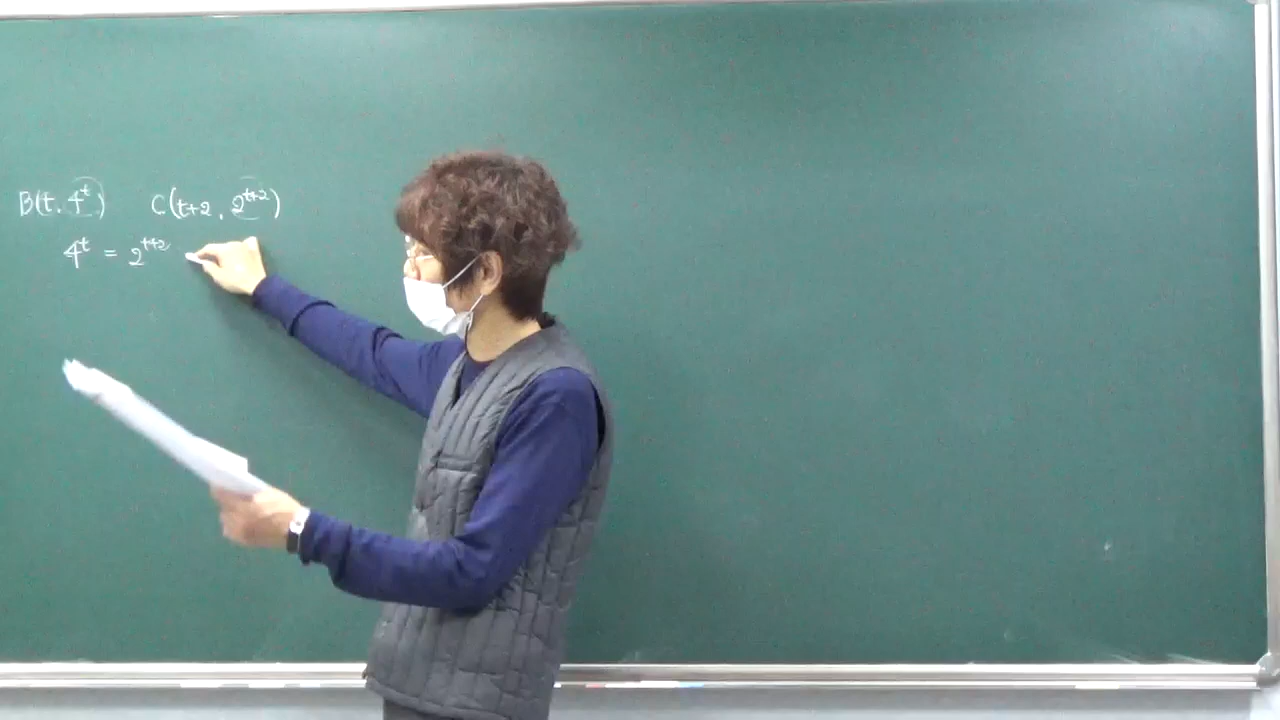 B(t, 4^t) C(t+2, 2^{t+2})
4^t = 2^{t+2}